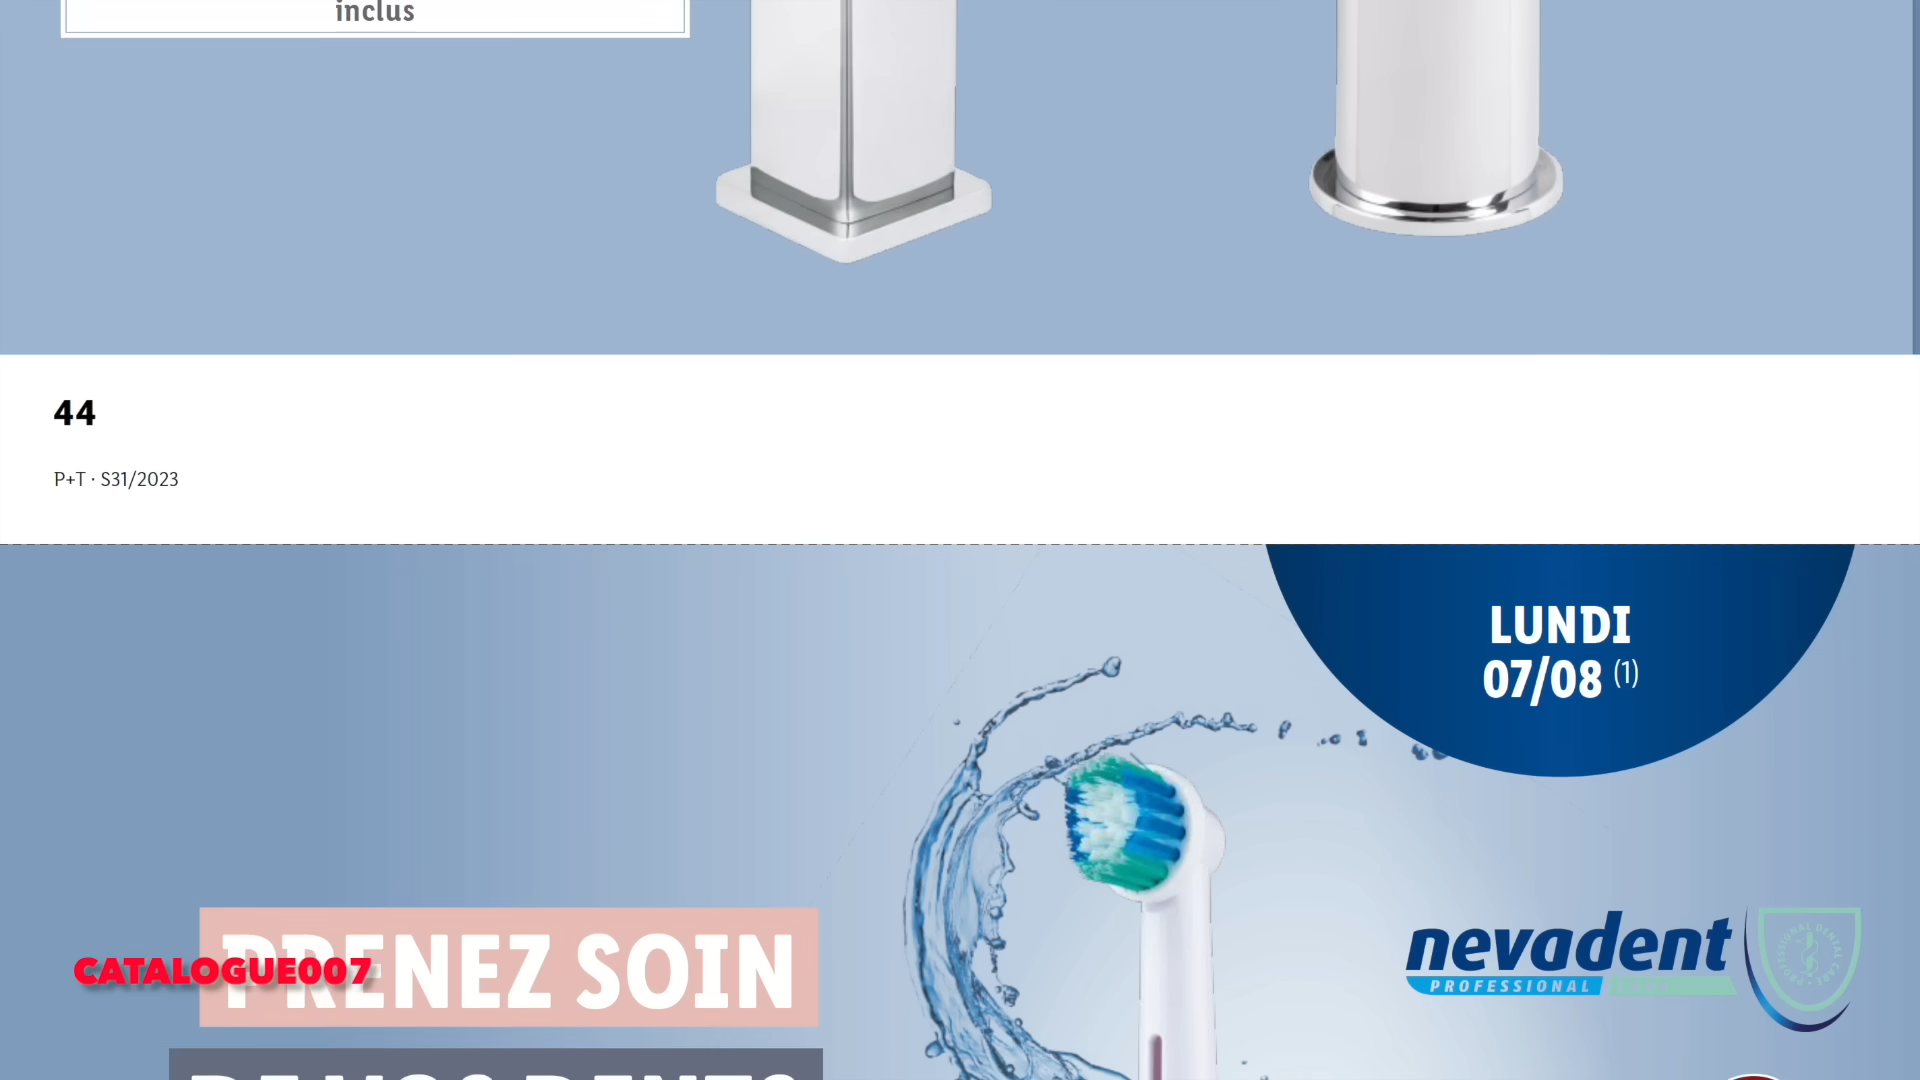 inclus
44
P+T · S31/2023
LUNDI
07/08 (1)
PRENEZ SOIN
CATALOGUE007
nevadent
PROFESSIONAL